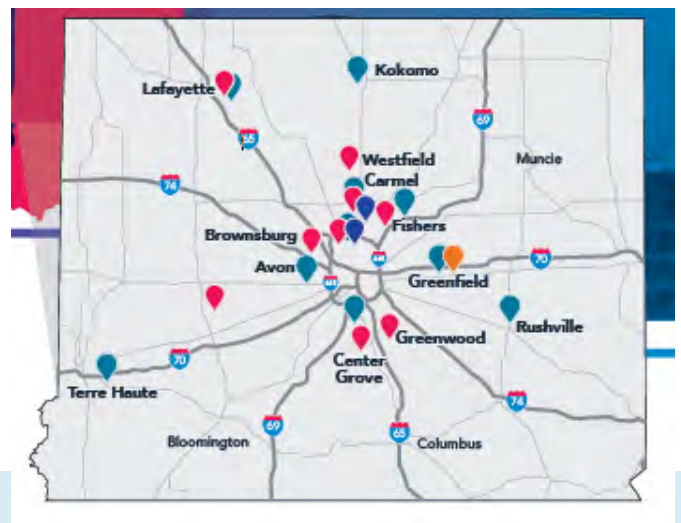 Kokomo
Lafayette
69
65
Westfield
Muncie
Carmel
74
Fishers
Brownsburg
70
Avon
Greenfield
465
Rushville
Greenwood
Center
Grove
70
Terre Haute
74
69
65
Bloomington
Columbus